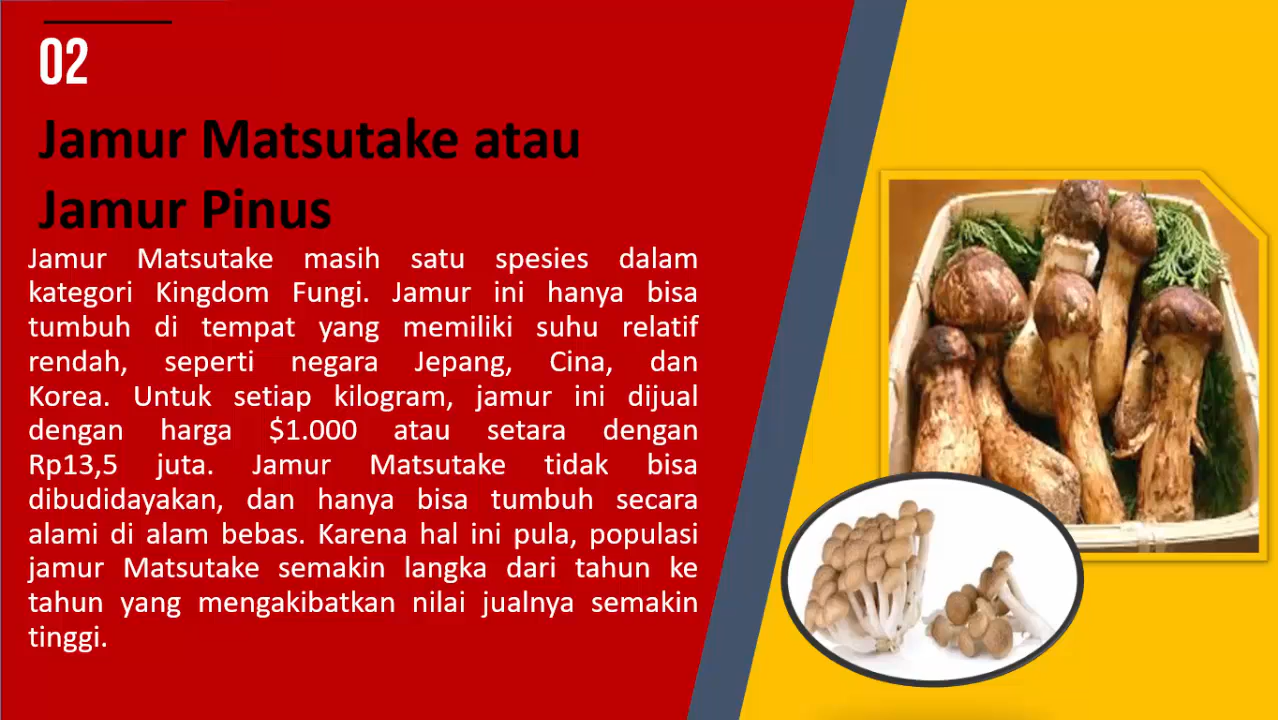 02
Jamur Matsutake atau
Jamur Pinus
Jamur Matsutake masih satu spesies dalam
kategori Kingdom Fungi. Jamur ini hanya bisa
tumbuh di tempat yang memiliki suhu relatif
rendah, seperti negara Jepang, Cina, dan
Korea. Untuk setiap kilogram, jamur ini dijual
dengan harga $1.000 atau setara dengan
Rp13,5 juta. Jamur Matsutake tidak bisa
dibudidayakan, dan hanya bisa tumbuh secara
alami di alam bebas. Karena hal ini pula, populasi
jamur Matsutake semakin langka dari tahun ke
tahun yang mengakibatkan nilai jualnya semakin
tinggi.